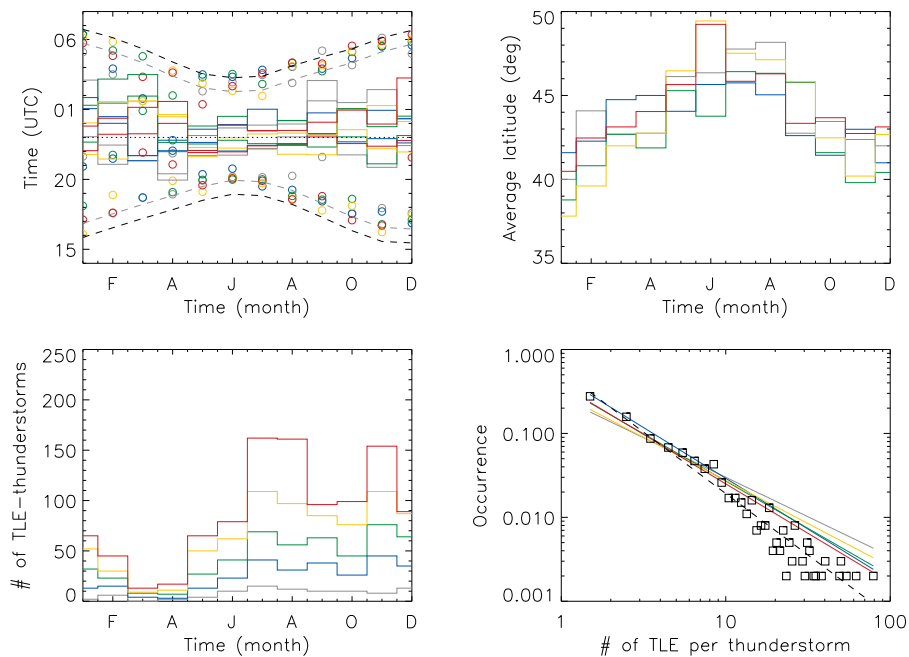 06
01
20
15
Time (UTC)
F
A
J
A
O
D
Time (month)
50
45
40
35
Average latitude (deg)
F
A
J
A
O
D
Time (month)
250
200
150
100
50
0
# of TLE-thunderstorms
F
A
J
A
O
D
Time (month)
1.000
0.100
0.010
0.001
Occurrence
1
10
100
# of TLE per thunderstorm